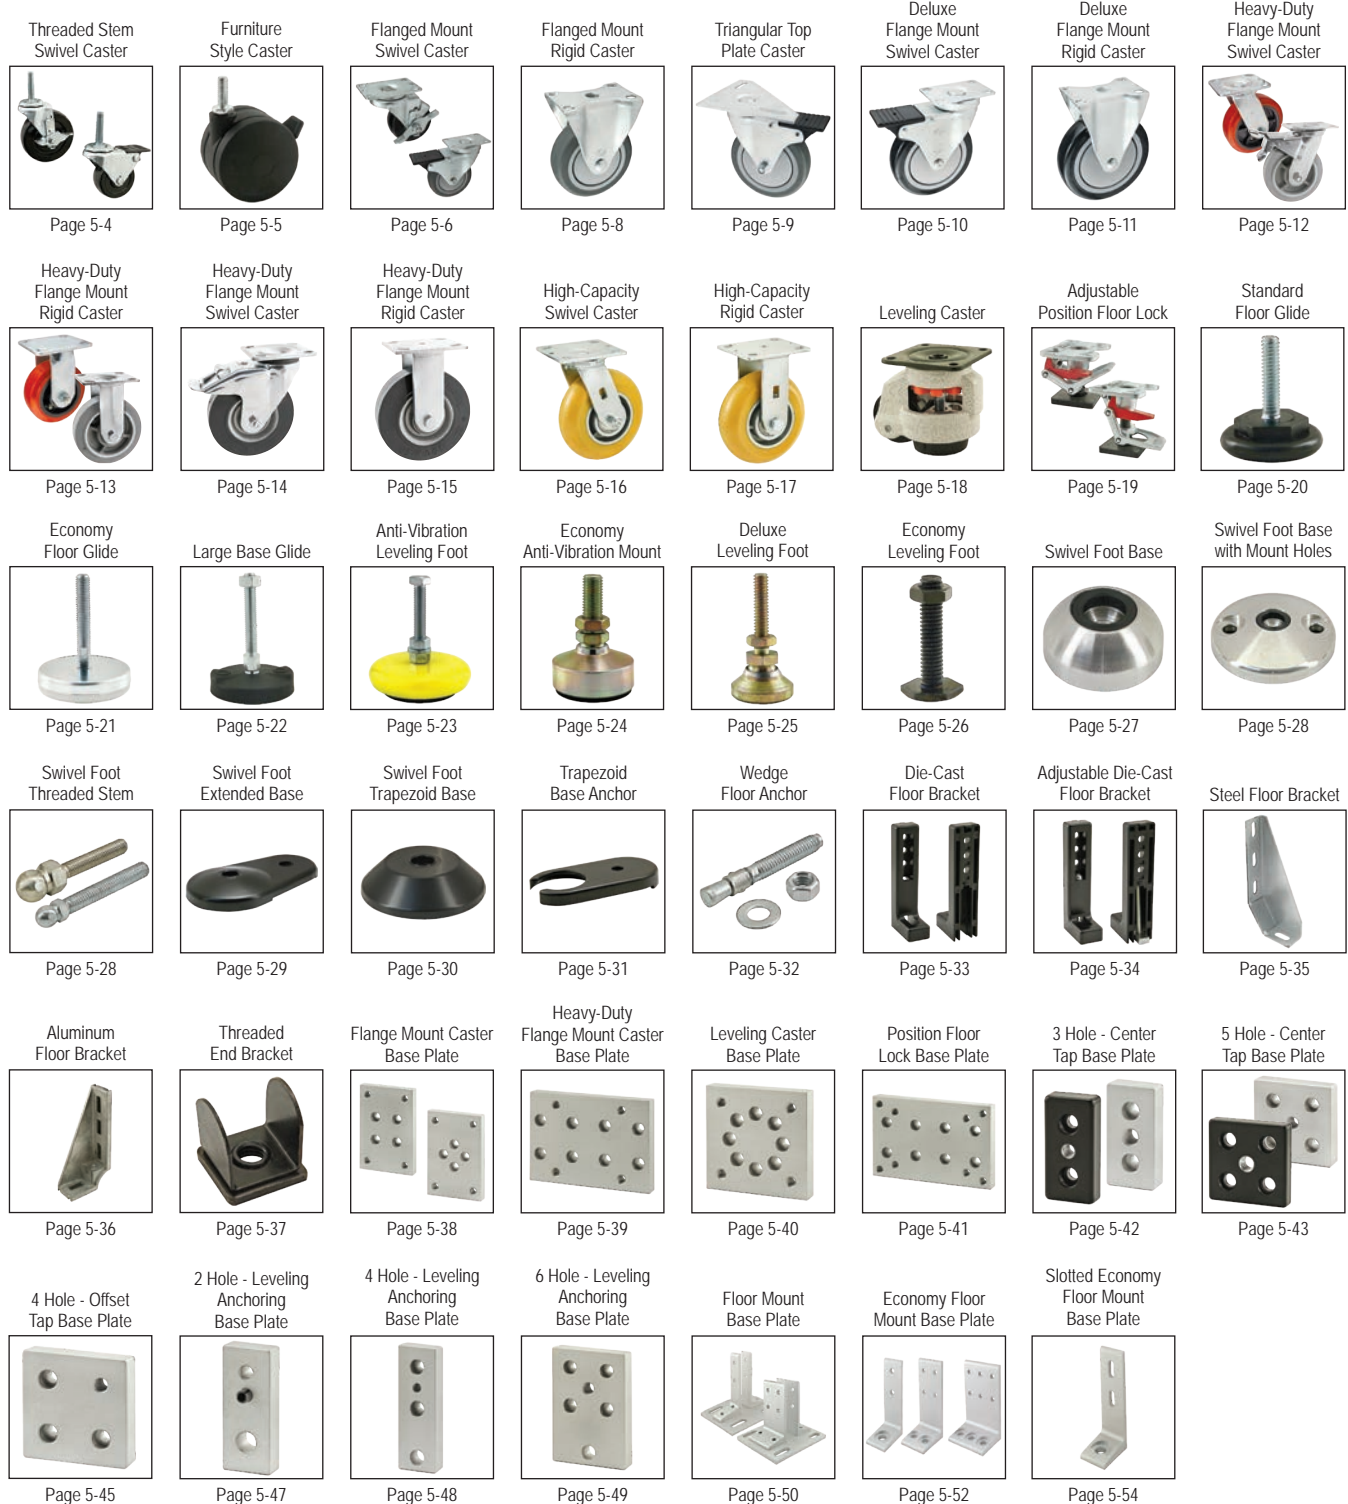 Threaded Stem
Swivel Caster
Page 5-4
Furniture
Style Caster
Page 5-5
Flanged Mount
Swivel Caster
Page 5-6
Flanged Mount
Rigid Caster
Page 5-8
Triangular Top
Plate Caster
Page 5-9
Deluxe
Flange Mount
Swivel Caster
Page 5-10
Deluxe
Flange Mount
Rigid Caster
Page 5-11
Heavy-Duty
Flange Mount
Swivel Caster
Page 5-12
Heavy-Duty
Flange Mount
Rigid Caster
Page 5-13
Heavy-Duty
Flange Mount
Swivel Caster
Page 5-14
Heavy-Duty
Flange Mount
Rigid Caster
Page 5-15
High-Capacity
Swivel Caster
Page 5-16
High-Capacity
Rigid Caster
Page 5-17
Leveling Caster
Page 5-18
Adjustable
Position Floor Lock
Page 5-19
Standard
Floor Glide
Page 5-20
Economy
Floor Glide
Page 5-21
Large Base Glide
Page 5-22
Anti-Vibration
Leveling Foot
Page 5-23
Economy
Anti-Vibration Mount
Page 5-24
Deluxe
Leveling Foot
Page 5-25
Economy
Leveling Foot
Page 5-26
Swivel Foot Base
Page 5-27
Swivel Foot Base
with Mount Holes
Page 5-28
Swivel Foot
Threaded Stem
Page 5-28
Swivel Foot
Extended Base
Page 5-29
Swivel Foot
Trapezoid Base
Page 5-30
Trapezoid
Base Anchor
Page 5-31
Wedge
Floor Anchor
Page 5-32
Die-Cast
Floor Bracket
Page 5-33
Adjustable Die-Cast
Floor Bracket
Page 5-34
Steel Floor Bracket
Page 5-35
Aluminum
Floor Bracket
Page 5-36
Threaded
End Bracket
Page 5-37
Flange Mount Caster
Base Plate
Page 5-38
Heavy-Duty
Flange Mount Caster
Base Plate
Page 5-39
Leveling Caster
Base Plate
Page 5-40
Position Floor
Lock Base Plate
Page 5-41
3 Hole - Center
Tap Base Plate
Page 5-42
5 Hole - Center
Tap Base Plate
Page 5-43
4 Hole - Offset
Tap Base Plate
Page 5-45
2 Hole - Leveling
Anchoring
Base Plate
Page 5-47
4 Hole - Leveling
Anchoring
Base Plate
Page 5-48
6 Hole - Leveling
Anchoring
Base Plate
Page 5-49
Floor Mount
Base Plate
Page 5-50
Economy Floor
Mount Base Plate
Page 5-52
Slotted Economy
Floor Mount
Base Plate
Page 5-54